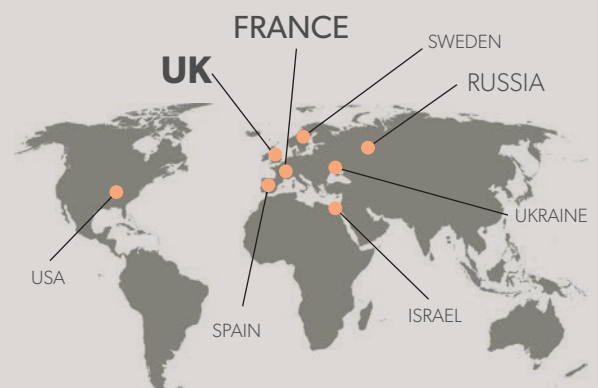 FRANCE
SWEDEN
UK
RUSSIA
UKRAINE
USA
ISRAEL
SPAIN